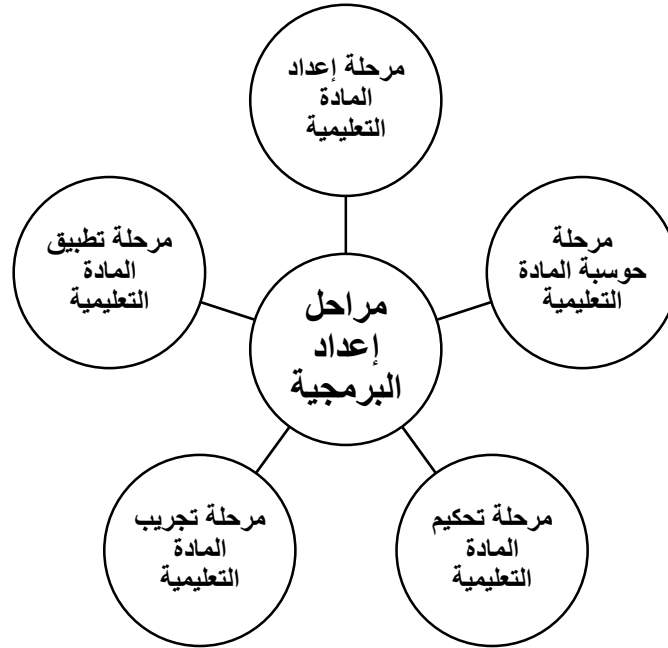 مرحلة إعداد
المادة
التعليمية
مرحلة
حوسبة المادة
التعليمية
مرحلة تحكيم
المادة
التعليمية
مرحلة تجريب
المادة
التعليمية
مرحلة تطبيق
المادة
التعليمية
مراحل
إعداد
البرمجية